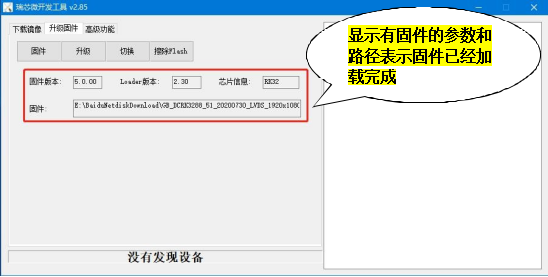 瑞芯微开发工具 v2.85
下载镜像 升级固件 高级功能
固件 升级 切换 擦除Flash
固件版本: 5.0.00 Loader版本: 2.30 芯片信息: RK32
固件: E:\BaiduNetdiskDownload\GB_DCRK3288_51_20200730_LVDS_1920x1080
没有发现设备
显示有固件的参数和
路径表示固件已经加
载完成